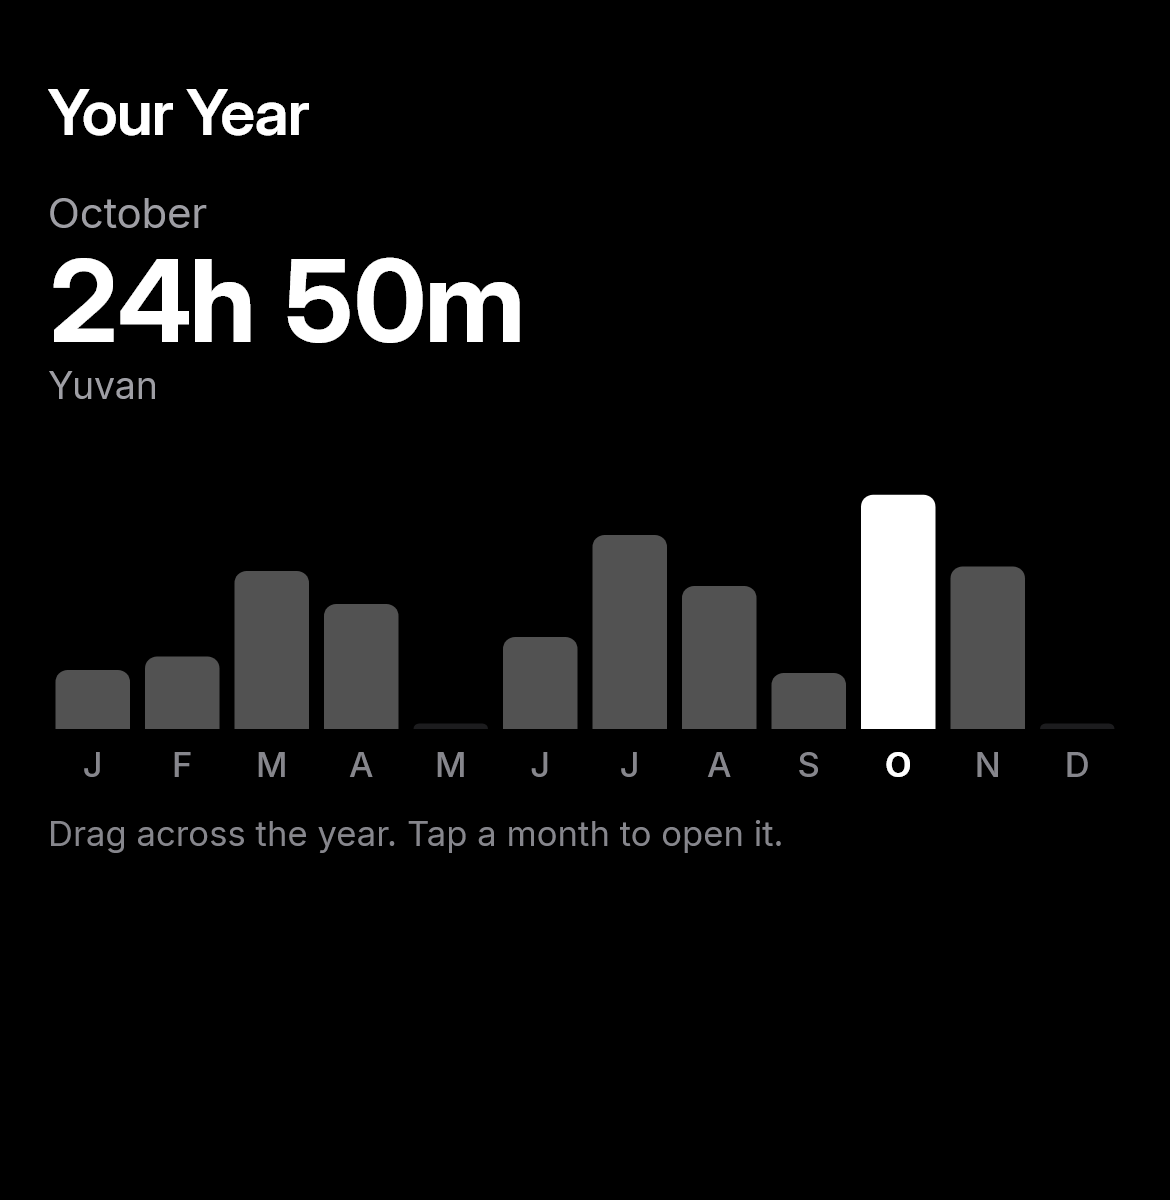 Your Year
October
24h 50m
Yuvan
J F M A M J J A S O N D
Drag across the year. Tap a month to open it.